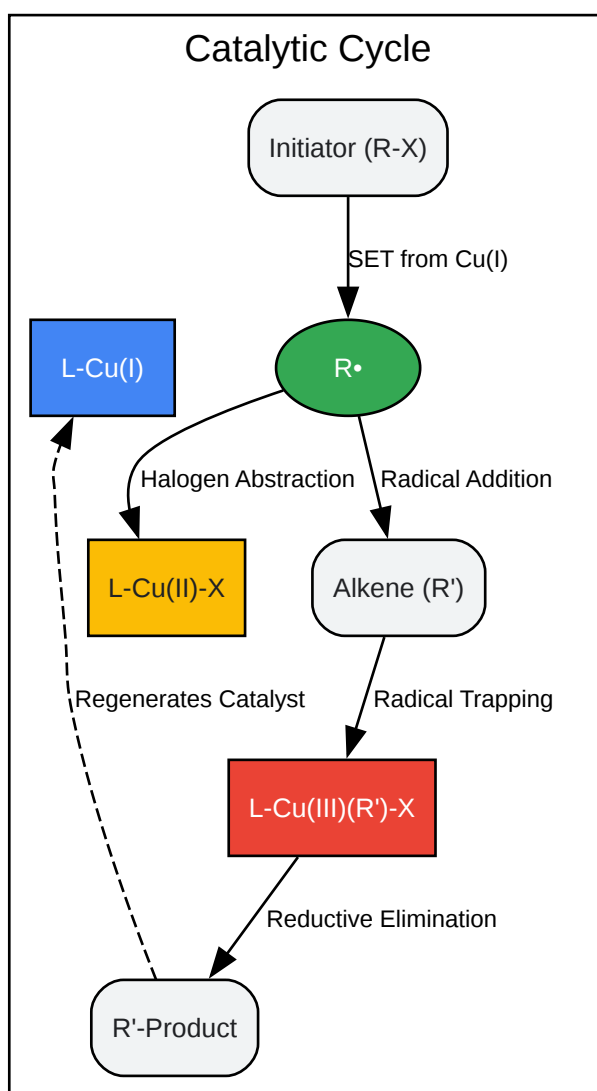 Catalytic Cycle
Initiator (R-X)
SET from Cu(I)
L-Cu(I)
R•
Halogen Abstraction
Radical Addition
L-Cu(II)-X
Alkene (R')
Regenerates Catalyst
Radical Trapping
L-Cu(III)(R')-X
Reductive Elimination
R'-Product